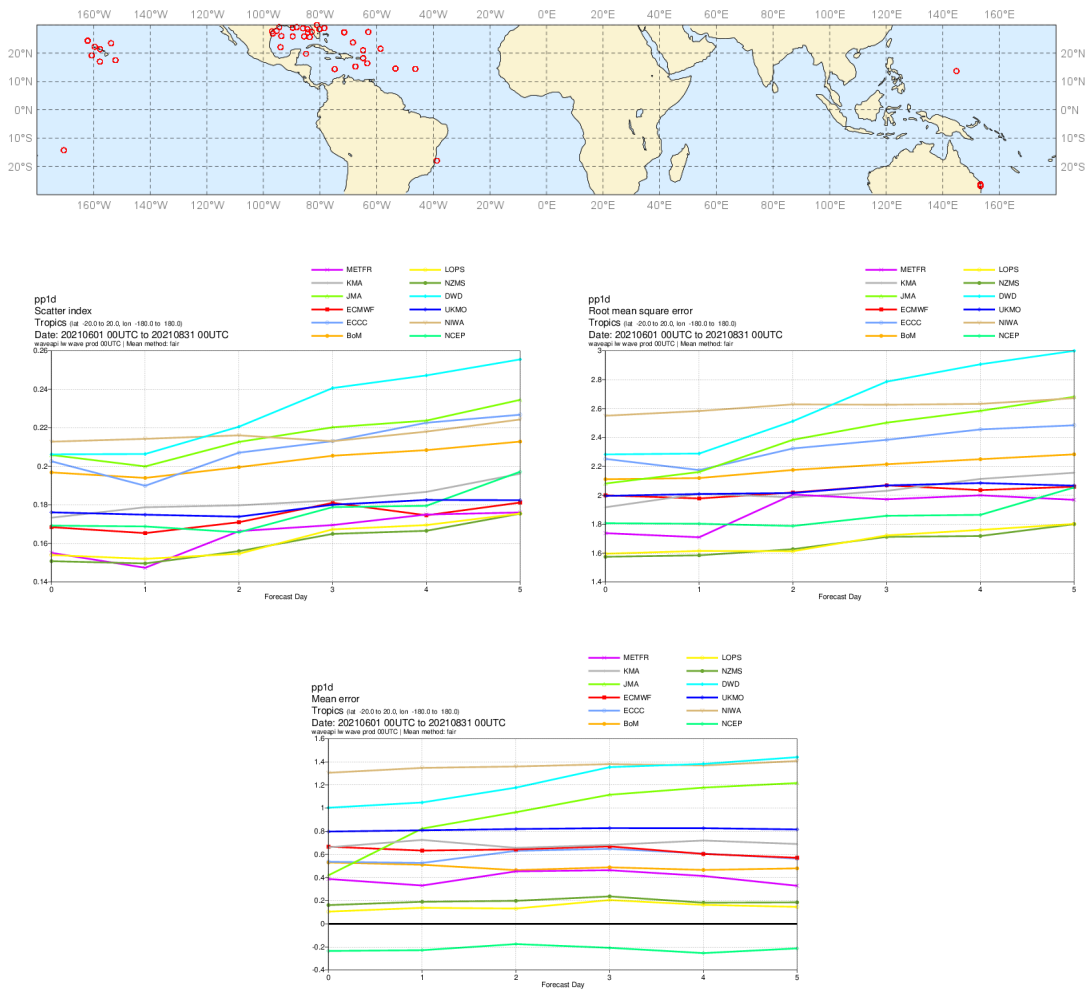 20°N 20°N
10°N 10°N
0°N 0°N
10°S 10°S
20°S 20°S
160°W 140°W 120°W 100°W 80°W 60°W 40°W 20°W 0°E 20°E 40°E 60°E 80°E 100°E 120°E 140°E 160°E
METFR LOPS
KMA NZMS
JMA DWD
ECMWF UKMO
ECCC NIWA
BoM NCEP
pp1d
Scatter index
Tropics (lat -20.0 to 20.0, lon -180.0 to 180.0)
Date: 20210601 00UTC to 20210831 00UTC
waveapi lw wave prod 00UTC | Mean method: fair
0.26
0.24
0.22
0.2
0.18
0.16
0.14
0 1 2 3 4 5
Forecast Day
METFR LOPS
KMA NZMS
JMA DWD
ECMWF UKMO
ECCC NIWA
BoM NCEP
pp1d
Root mean square error
Tropics (lat -20.0 to 20.0, lon -180.0 to 180.0)
Date: 20210601 00UTC to 20210831 00UTC
waveapi lw wave prod 00UTC | Mean method: fair
3
2.8
2.6
2.4
2.2
2
1.8
1.6
1.4
0 1 2 3 4 5
Forecast Day
METFR LOPS
KMA NZMS
JMA DWD
ECMWF UKMO
ECCC NIWA
BoM NCEP
pp1d
Mean error
Tropics (lat -20.0 to 20.0, lon -180.0 to 180.0)
Date: 20210601 00UTC to 20210831 00UTC
waveapi lw wave prod 00UTC | Mean method: fair
1.6
1.4
1.2
1
0.8
0.6
0.4
0.2
0
-0.2
-0.4
0 1 2 3 4 5
Forecast Day